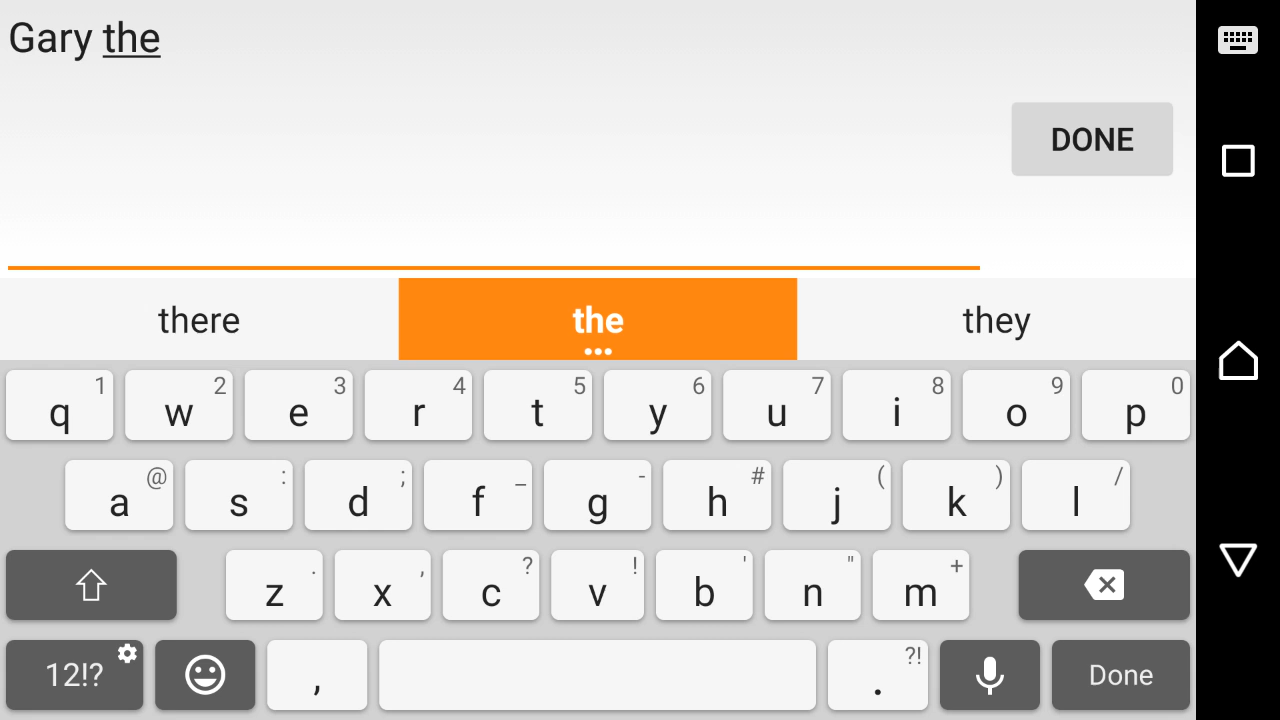 Gary the
DONE
there the they
q 1 w 2 e 3 r 4 t 5 y 6 u 7 i 8 o 9 p 0
a @ s : d ; f _ g - h # j ( k ) l /
z . x , c ? v ! b ' n " m +
12!? , . ?! Done